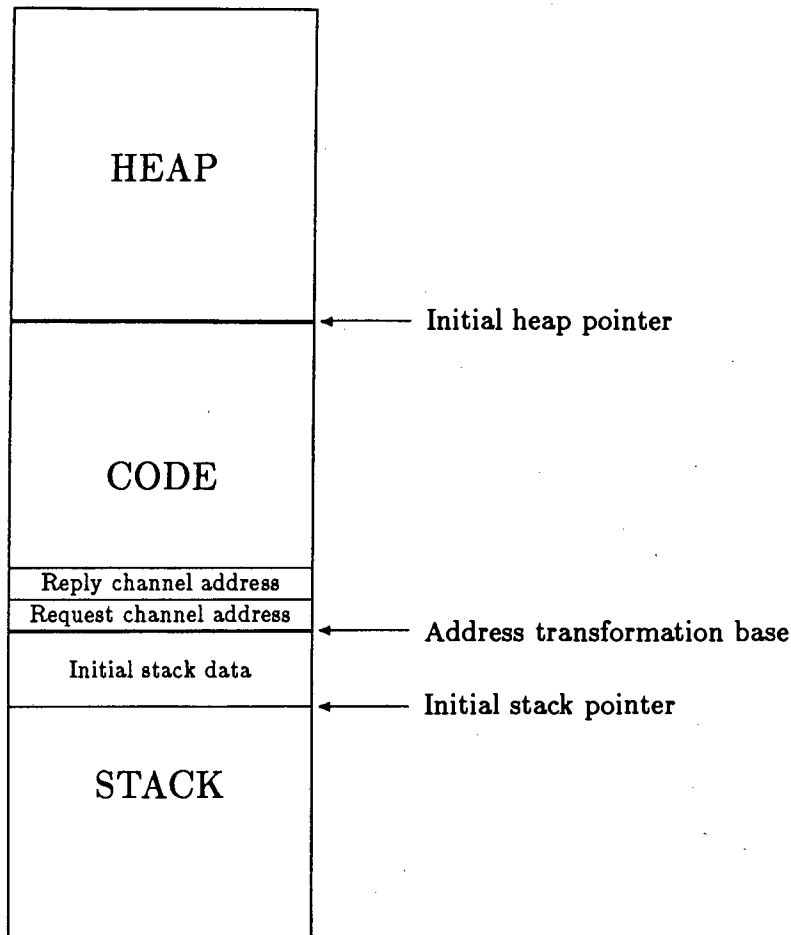 HEAP
Initial heap pointer
CODE
Reply channel address
Request channel address
Address transformation base
Initial stack data
Initial stack pointer
STACK